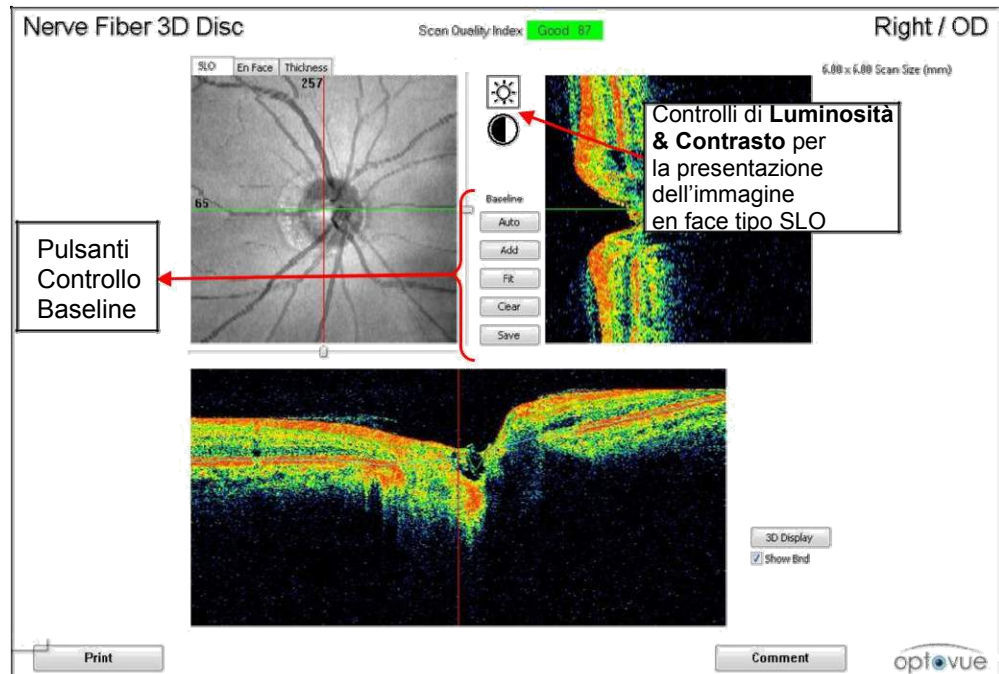 Nerve Fiber 3D Disc
Scan Quality Index Good 67
Right / OD
SLO En Face Thickness
6.00 x 6.00 Scan Size (mm)
257
65
Controlli di Luminosità
& Contrasto per
la presentazione
dell'immagine
en face tipo SLO
Pulsanti
Controllo
Baseline
Baseline
Auto
Add
Fit
Clear
Save
3D Display
Show Bnd
Print
Comment
optovue